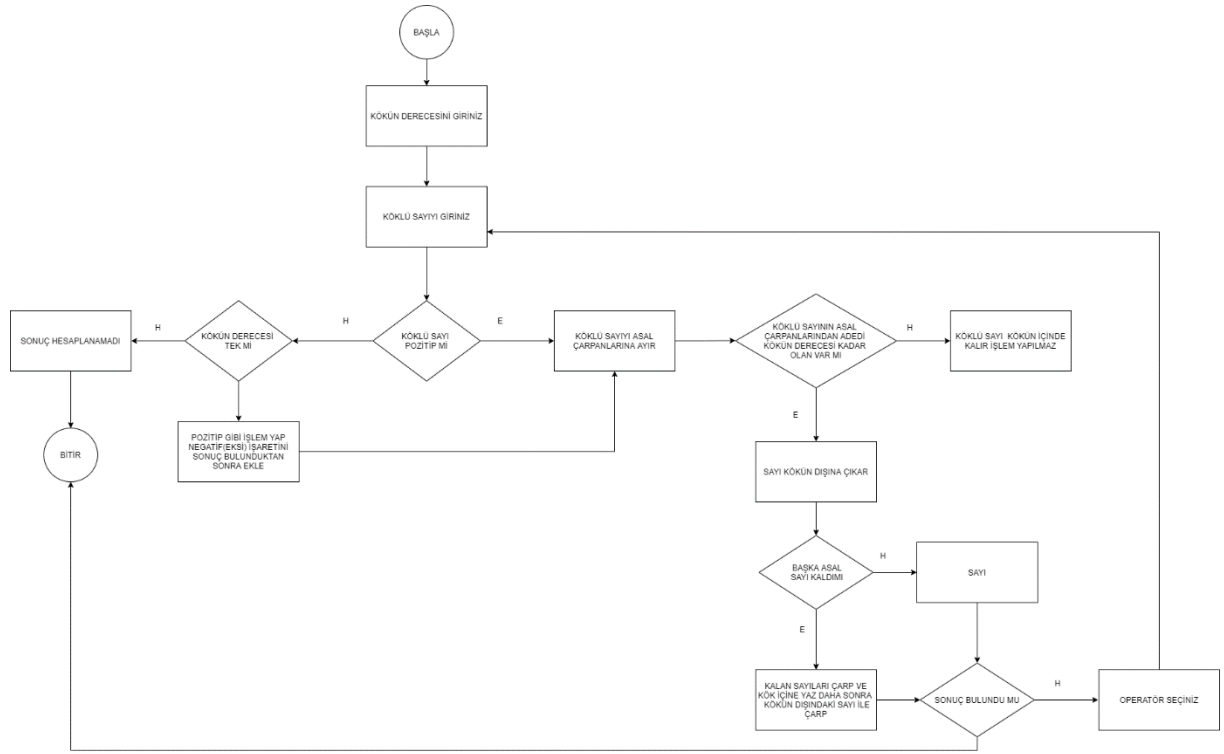 BAŞLA
KÖKÜN DERECESİNİ GİRİNİZ
KÖKLÜ SAYIYI GİRİNİZ
SONUÇ HESAPLANAMADI
H
KÖKÜN DERECESİ
TEK Mİ
H
KÖKLÜ SAYI
POZİTİP Mİ
E
KÖKLÜ SAYIYI ASAL
ÇARPANLARINA AYIR
KÖKLÜ SAYININ ASAL
ÇARPANLARINDAN ADEDİ
KÖKÜN DERECESİ KADAR
OLAN VAR MI
H
KÖKLÜ SAYI KÖKÜN İÇİNDE
KALIR İŞLEM YAPILMAZ
E
BİTİR
POZİTİP GİBİ İŞLEM YAP
NEGATİF(EKSİ) İŞARETİNİ
SONUÇ BULUNDUKTAN
SONRA EKLE
SAYI KÖKÜN DIŞINA ÇIKAR
BAŞKA ASAL
SAYI KALDIMI
H
SAYI
E
KALAN SAYILARI ÇARP VE
KÖK İÇİNE YAZ DAHA SONRA
KÖKÜN DIŞINDAKİ SAYI İLE
ÇARP
SONUÇ BULUNDU MU
H
OPERATÖR SEÇİNİZ